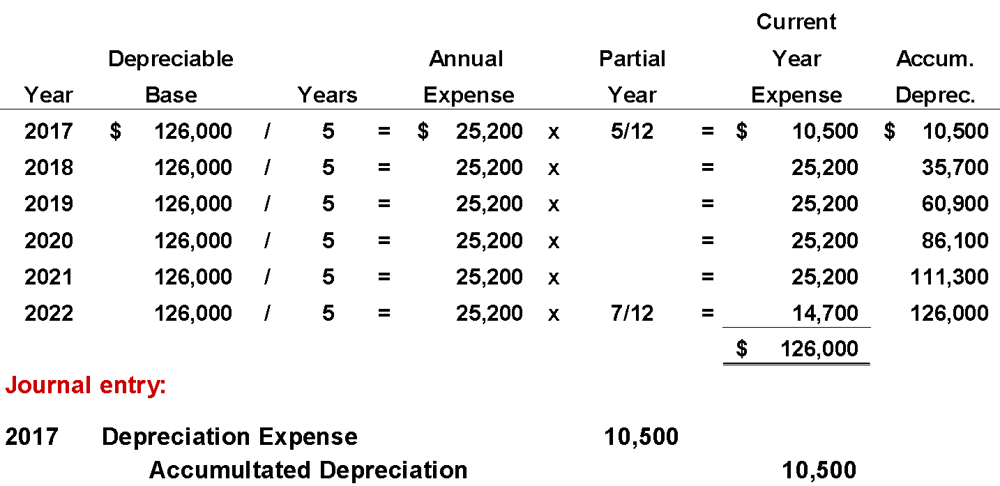 Current
Depreciable Annual Partial Year Accum.
Year Base Years Expense Year Expense Deprec.
2017 $ 126,000 / 5 = $ 25,200 x 5/12 = $ 10,500 $ 10,500
2018 126,000 / 5 = 25,200 x = 25,200 35,700
2019 126,000 / 5 = 25,200 x = 25,200 60,900
2020 126,000 / 5 = 25,200 x = 25,200 86,100
2021 126,000 / 5 = 25,200 x = 25,200 111,300
2022 126,000 / 5 = 25,200 x 7/12 = 14,700 126,000
$ 126,000
Journal entry:
2017 Depreciation Expense 10,500
Accumultated Depreciation 10,500